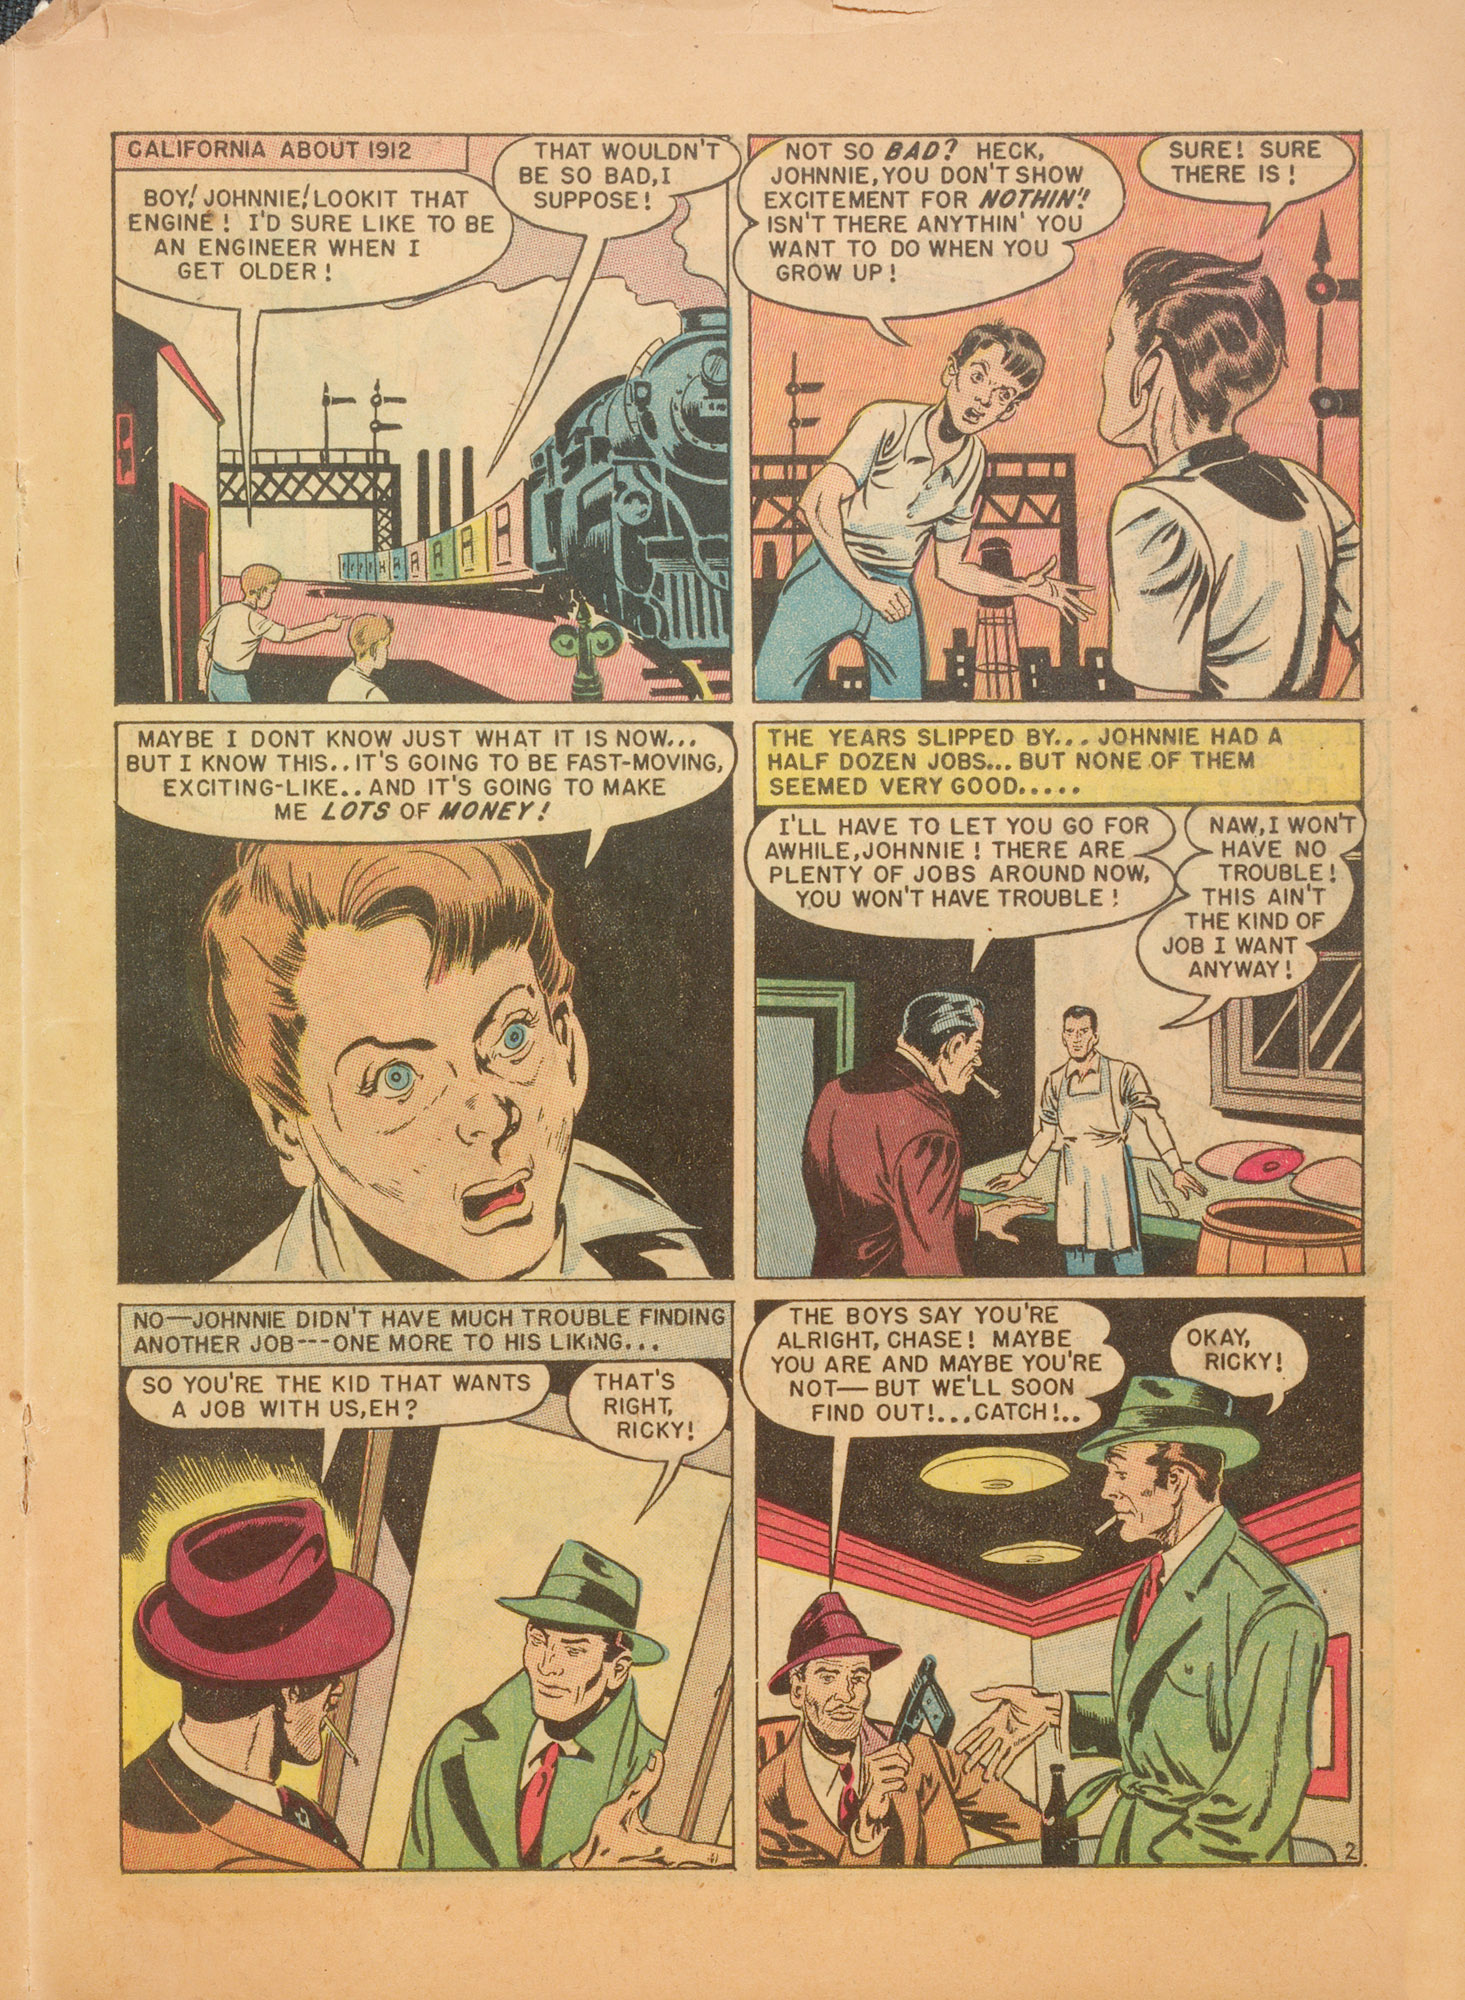 CALIFORNIA ABOUT 1912
BOY! JOHNNIE! LOOKIT THAT
ENGINE! I'D SURE LIKE TO BE
AN ENGINEER WHEN I
GET OLDER!
THAT WOULDN'T
BE SO BAD, I
SUPPOSE!
NOT SO BAD? HECK,
JOHNNIE, YOU DON'T SHOW
EXCITEMENT FOR NOTHIN'!
ISN'T THERE ANYTHIN' YOU
WANT TO DO WHEN YOU
GROW UP!
SURE! SURE
THERE IS!
MAYBE I DONT KNOW JUST WHAT IT IS NOW...
BUT I KNOW THIS.. IT'S GOING TO BE FAST-MOVING,
EXCITING-LIKE.. AND IT'S GOING TO MAKE
ME LOTS OF MONEY!
THE YEARS SLIPPED BY... JOHNNIE HAD A
HALF DOZEN JOBS... BUT NONE OF THEM
SEEMED VERY GOOD.....
I'LL HAVE TO LET YOU GO FOR
AWHILE, JOHNNIE! THERE ARE
PLENTY OF JOBS AROUND NOW,
YOU WON'T HAVE TROUBLE!
NAW, I WON'T
HAVE NO
TROUBLE!
THIS AIN'T
THE KIND OF
JOB I WANT
ANYWAY!
NO—JOHNNIE DIDN'T HAVE MUCH TROUBLE FINDING
ANOTHER JOB---ONE MORE TO HIS LIKING...
SO YOU'RE THE KID THAT WANTS
A JOB WITH US, EH?
THAT'S
RIGHT,
RICKY!
THE BOYS SAY YOU'RE
ALRIGHT, CHASE! MAYBE
YOU ARE AND MAYBE YOU'RE
NOT— BUT WE'LL SOON
FIND OUT!... CATCH!..
OKAY,
RICKY!
2